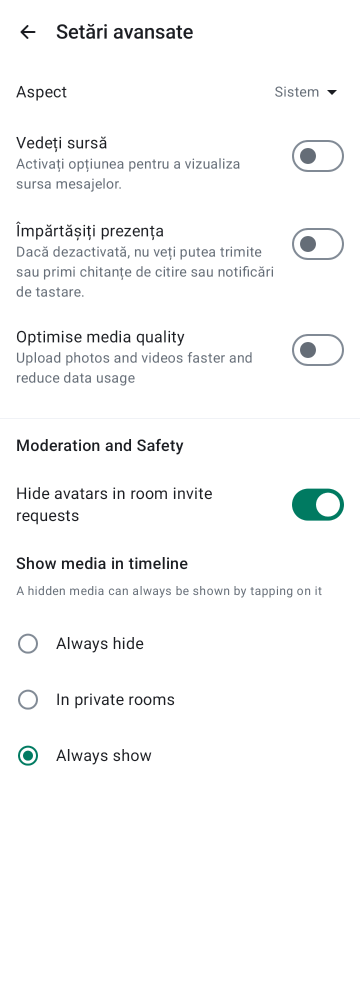 Setări avansate
Aspect
Sistem
Vedeți sursă
Activați opțiunea pentru a vizualiza
sursa mesajelor.
Împărtășiți prezența
Dacă dezactivată, nu veți putea trimite
sau primi chitanțe de citire sau notificări
de tastare.
Optimise media quality
Upload photos and videos faster and
reduce data usage
Moderation and Safety
Hide avatars in room invite
requests
Show media in timeline
A hidden media can always be shown by tapping on it
Always hide
In private rooms
Always show